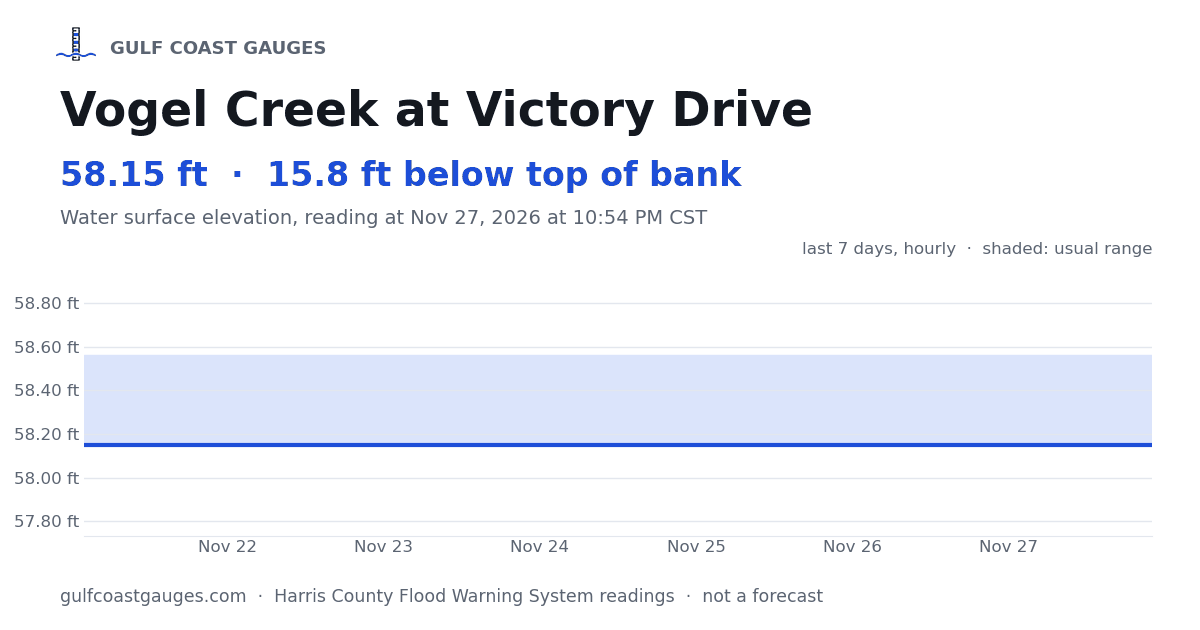 GULF COAST GAUGES
Vogel Creek at Victory Drive
58.15 ft · 15.8 ft below top of bank
Water surface elevation, reading at Nov 27, 2026 at 10:54 PM CST
last 7 days, hourly · shaded: usual range
58.80 ft
58.60 ft
58.40 ft
58.20 ft
58.00 ft
57.80 ft
Nov 22 Nov 23 Nov 24 Nov 25 Nov 26 Nov 27
gulfcoastgauges.com · Harris County Flood Warning System readings · not a forecast